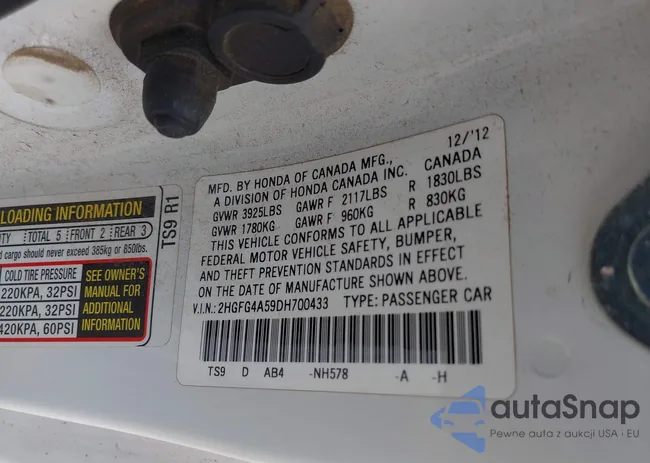 LOADING INFORMATION
TOTAL 5 FRONT 2 REAR 3
d cargo should never exceed 385kg or 850lbs.
COLD TIRE PRESSURE
220KPA, 32PSI
220KPA, 32PSI
420KPA, 60PSI
SEE OWNER'S
MANUAL FOR
ADDITIONAL
INFORMATION
TS9 R1
12/'12
MFD. BY HONDA OF CANADA MFG., CANADA
A DIVISION OF HONDA CANADA INC.
GVWR 3925LBS GAWR F 2117LBS R 1830LBS
GVWR 1780KG GAWR F 960KG R 830KG
THIS VEHICLE CONFORMS TO ALL APPLICABLE
FEDERAL MOTOR VEHICLE SAFETY, BUMPER,
AND THEFT PREVENTION STANDARDS IN EFFECT
ON THE DATE OF MANUFACTURE SHOWN ABOVE.
V.I.N.: 2HGFG4A59DH700433 TYPE: PASSENGER CAR
TS9 D AB4 -NH578 -A -H
autaSnap
Pewne auta z aukcji USA i EU